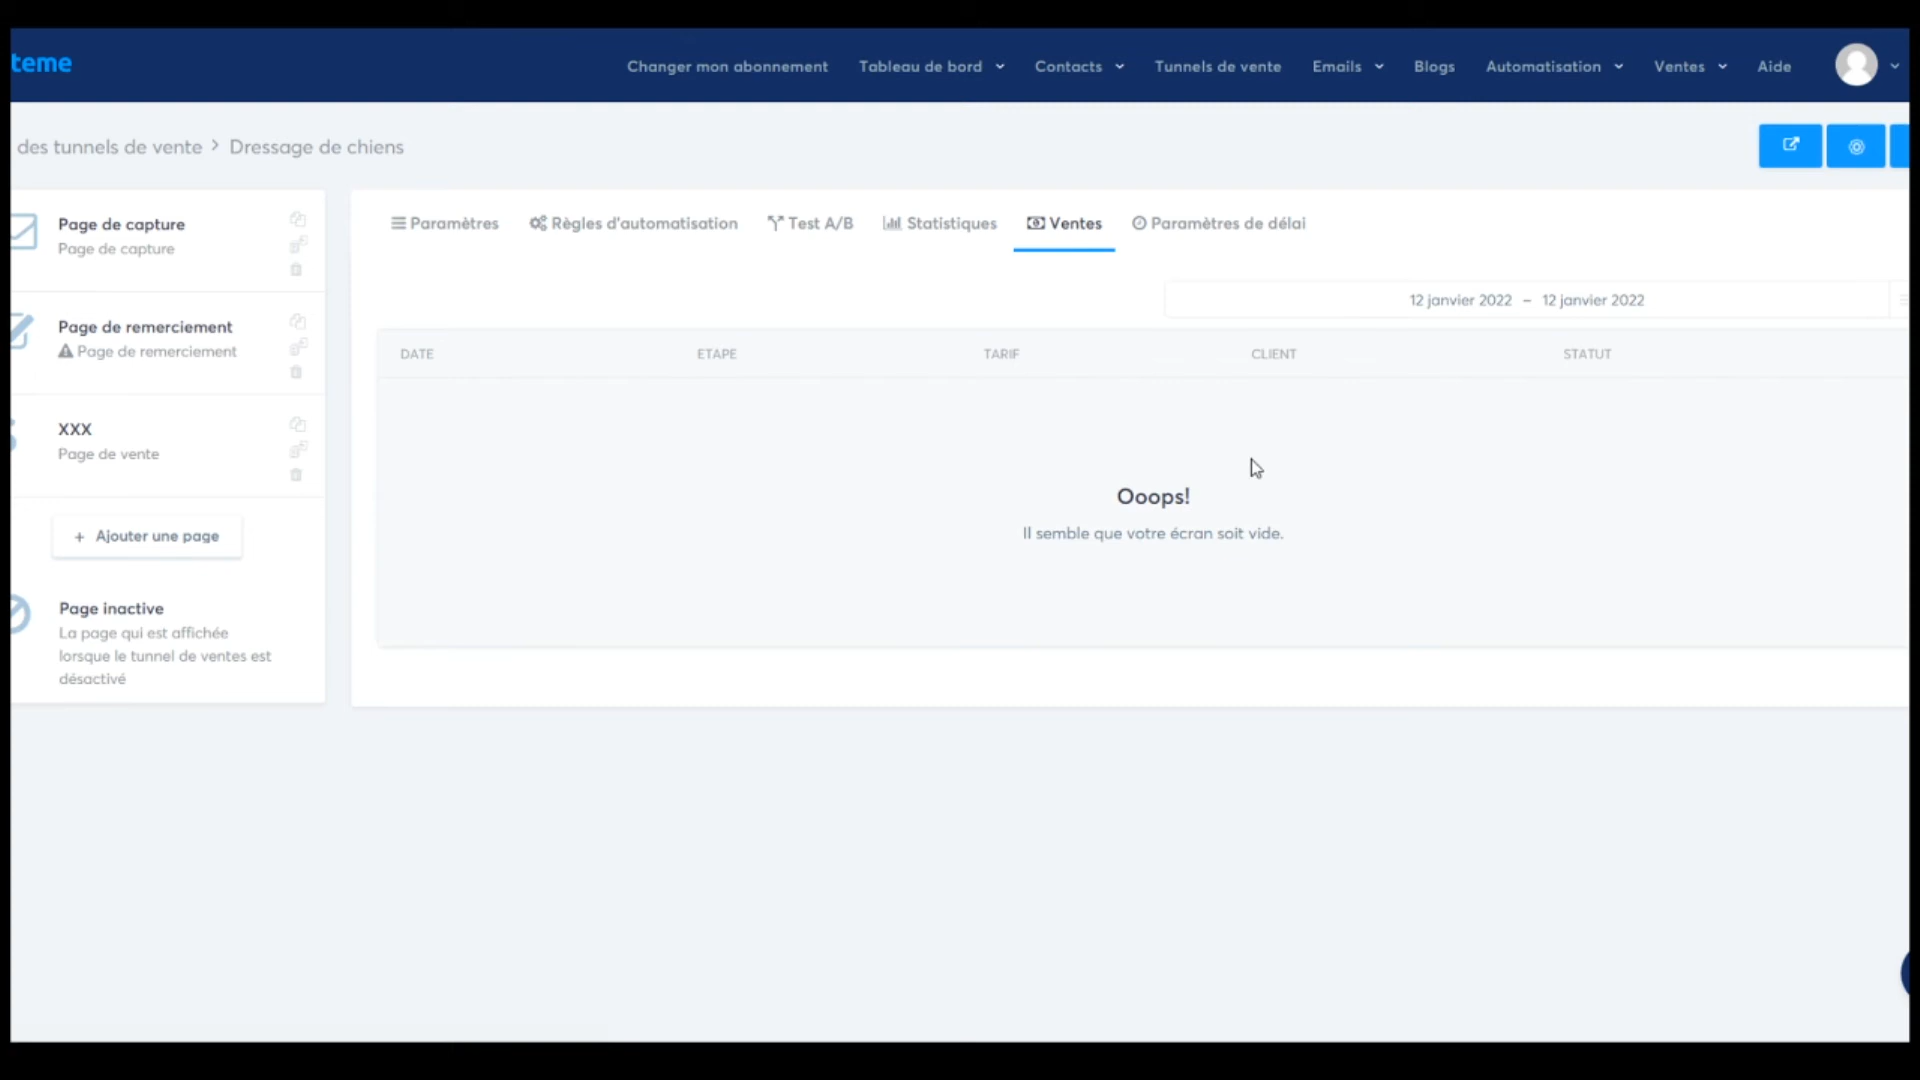 teme
Changer mon abonnement Tableau de bord Contacts Tunnels de vente Emails Blogs Automatisation Ventes Aide
des tunnels de vente > Dressage de chiens
Page de capture
Page de capture
Page de remerciement
Page de remerciement
XXX
Page de vente
+ Ajouter une page
Page inactive
La page qui est affichée
lorsque le tunnel de ventes est
désactivé
Paramètres Règles d'automatisation Test A/B Statistiques Ventes Paramètres de délai
12 janvier 2022 – 12 janvier 2022
DATE ETAPE TARIF CLIENT STATUT
Ooops!
Il semble que votre écran soit vide.